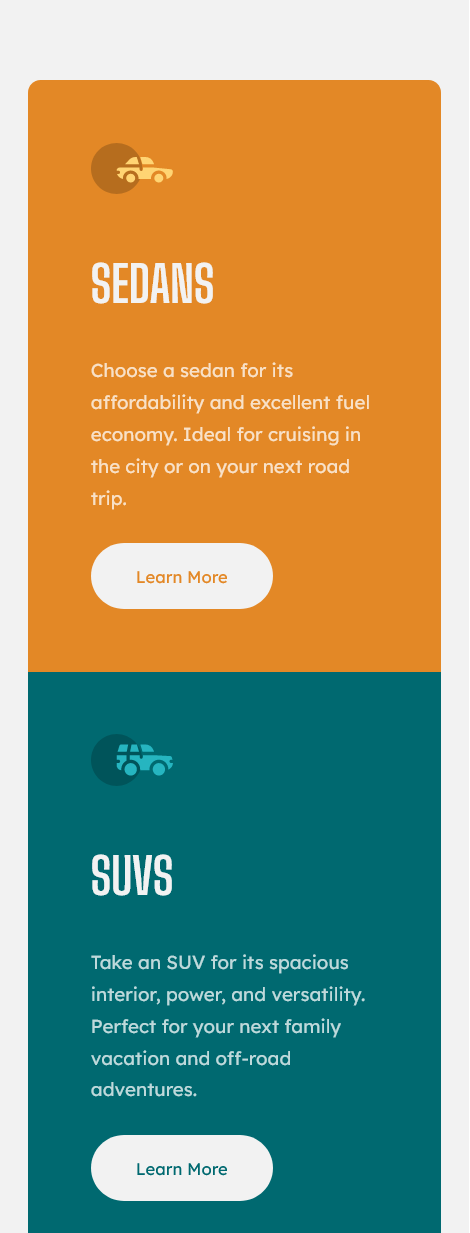 SEDANS
Choose a sedan for its
affordability and excellent fuel
economy. Ideal for cruising in
the city or on your next road
trip.
Learn More
SUVS
Take an SUV for its spacious
interior, power, and versatility.
Perfect for your next family
vacation and off-road
adventures.
Learn More